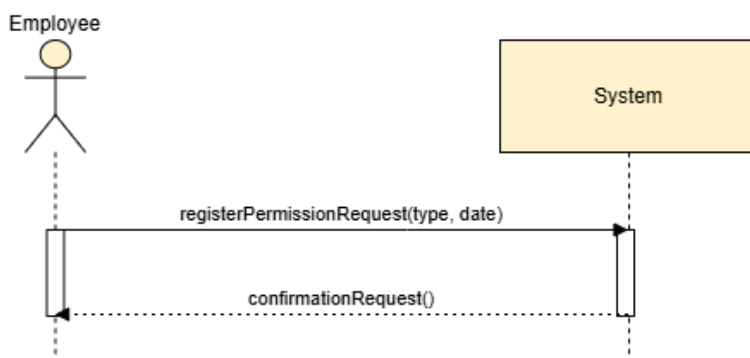 Employee
System
registerPermissionRequest(type, date)
confirmationRequest()